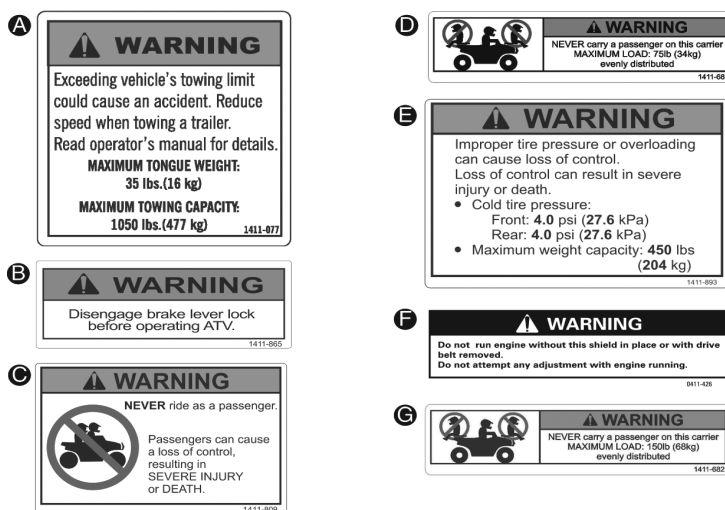 A
WARNING
Exceeding vehicle's towing limit
could cause an accident. Reduce
speed when towing a trailer.
Read operator's manual for details.
MAXIMUM TONGUE WEIGHT:
35 lbs.(16 kg)
MAXIMUM TOWING CAPACITY:
1050 lbs.(477 kg)
1411-077
B
WARNING
Disengage brake lever lock
before operating ATV.
1411-865
C
WARNING
NEVER ride as a passenger.
Passengers can cause
a loss of control,
resulting in
SEVERE INJURY
or DEATH.
1411-809
D
WARNING
NEVER carry a passenger on this carrier
MAXIMUM LOAD: 75lb (34kg)
evenly distributed
E
WARNING
Improper tire pressure or overloading
can cause loss of control.
Loss of control can result in severe
injury or death.
• Cold tire pressure:
Front: 4.0 psi (27.6 kPa)
Rear: 4.0 psi (27.6 kPa)
• Maximum weight capacity: 450 lbs
(204 kg)
1411-893
F
WARNING
Do not run engine without this shield in place or with drive
belt removed.
Do not attempt any adjustment with engine running.
0411-426
G
WARNING
NEVER carry a passenger on this carrier
MAXIMUM LOAD: 150lb (68kg)
evenly distributed
1411-682